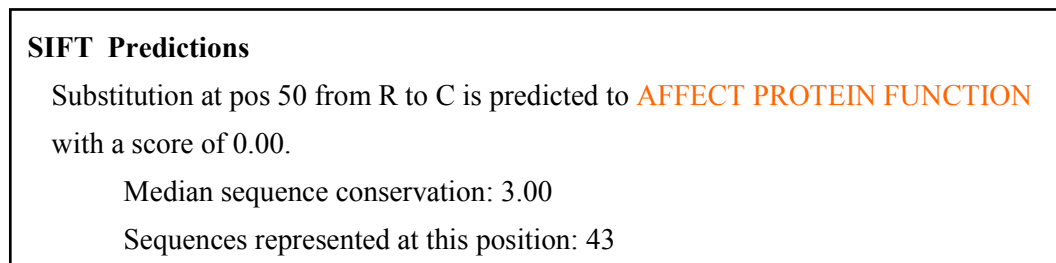 SIFT Predictions
Substitution at pos 50 from R to C is predicted to AFFECT PROTEIN FUNCTION
with a score of 0.00.
Median sequence conservation: 3.00
Sequences represented at this position: 43